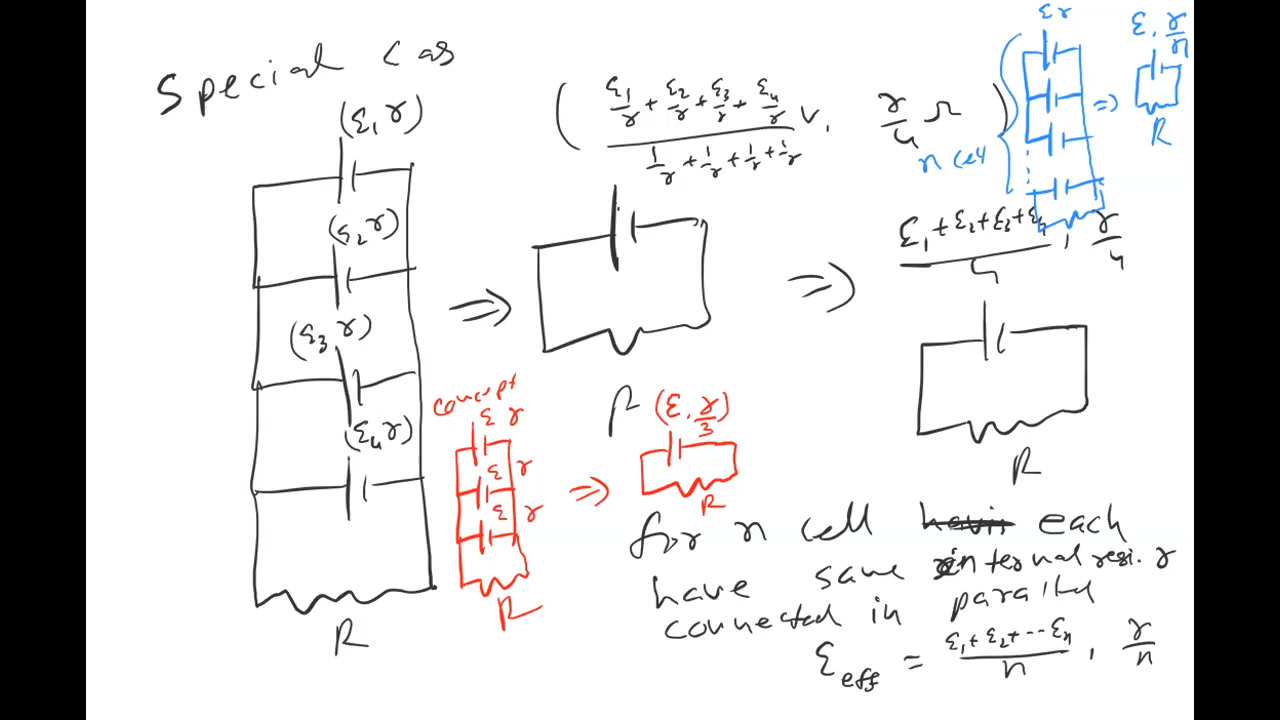 Special Cas
(ε1 r)
(ε2 r)
(ε3 r)
(ε4 r)
R
ε1/r + ε2/r + ε3/r + ε4/r
1/r + 1/r + 1/r + 1/r
V, r/4 Ω
R
ε1 + ε2 + ε3 + ε4 / 4 , r/4
R
ε r
n cell
ε, r/n
R
concept
ε r
ε r
ε r
R
(ε, r/3)
R
for n cell each
have same internal resi. r
connected in parallel
εeff = ε1 + ε2 + ... εn / n , r/n